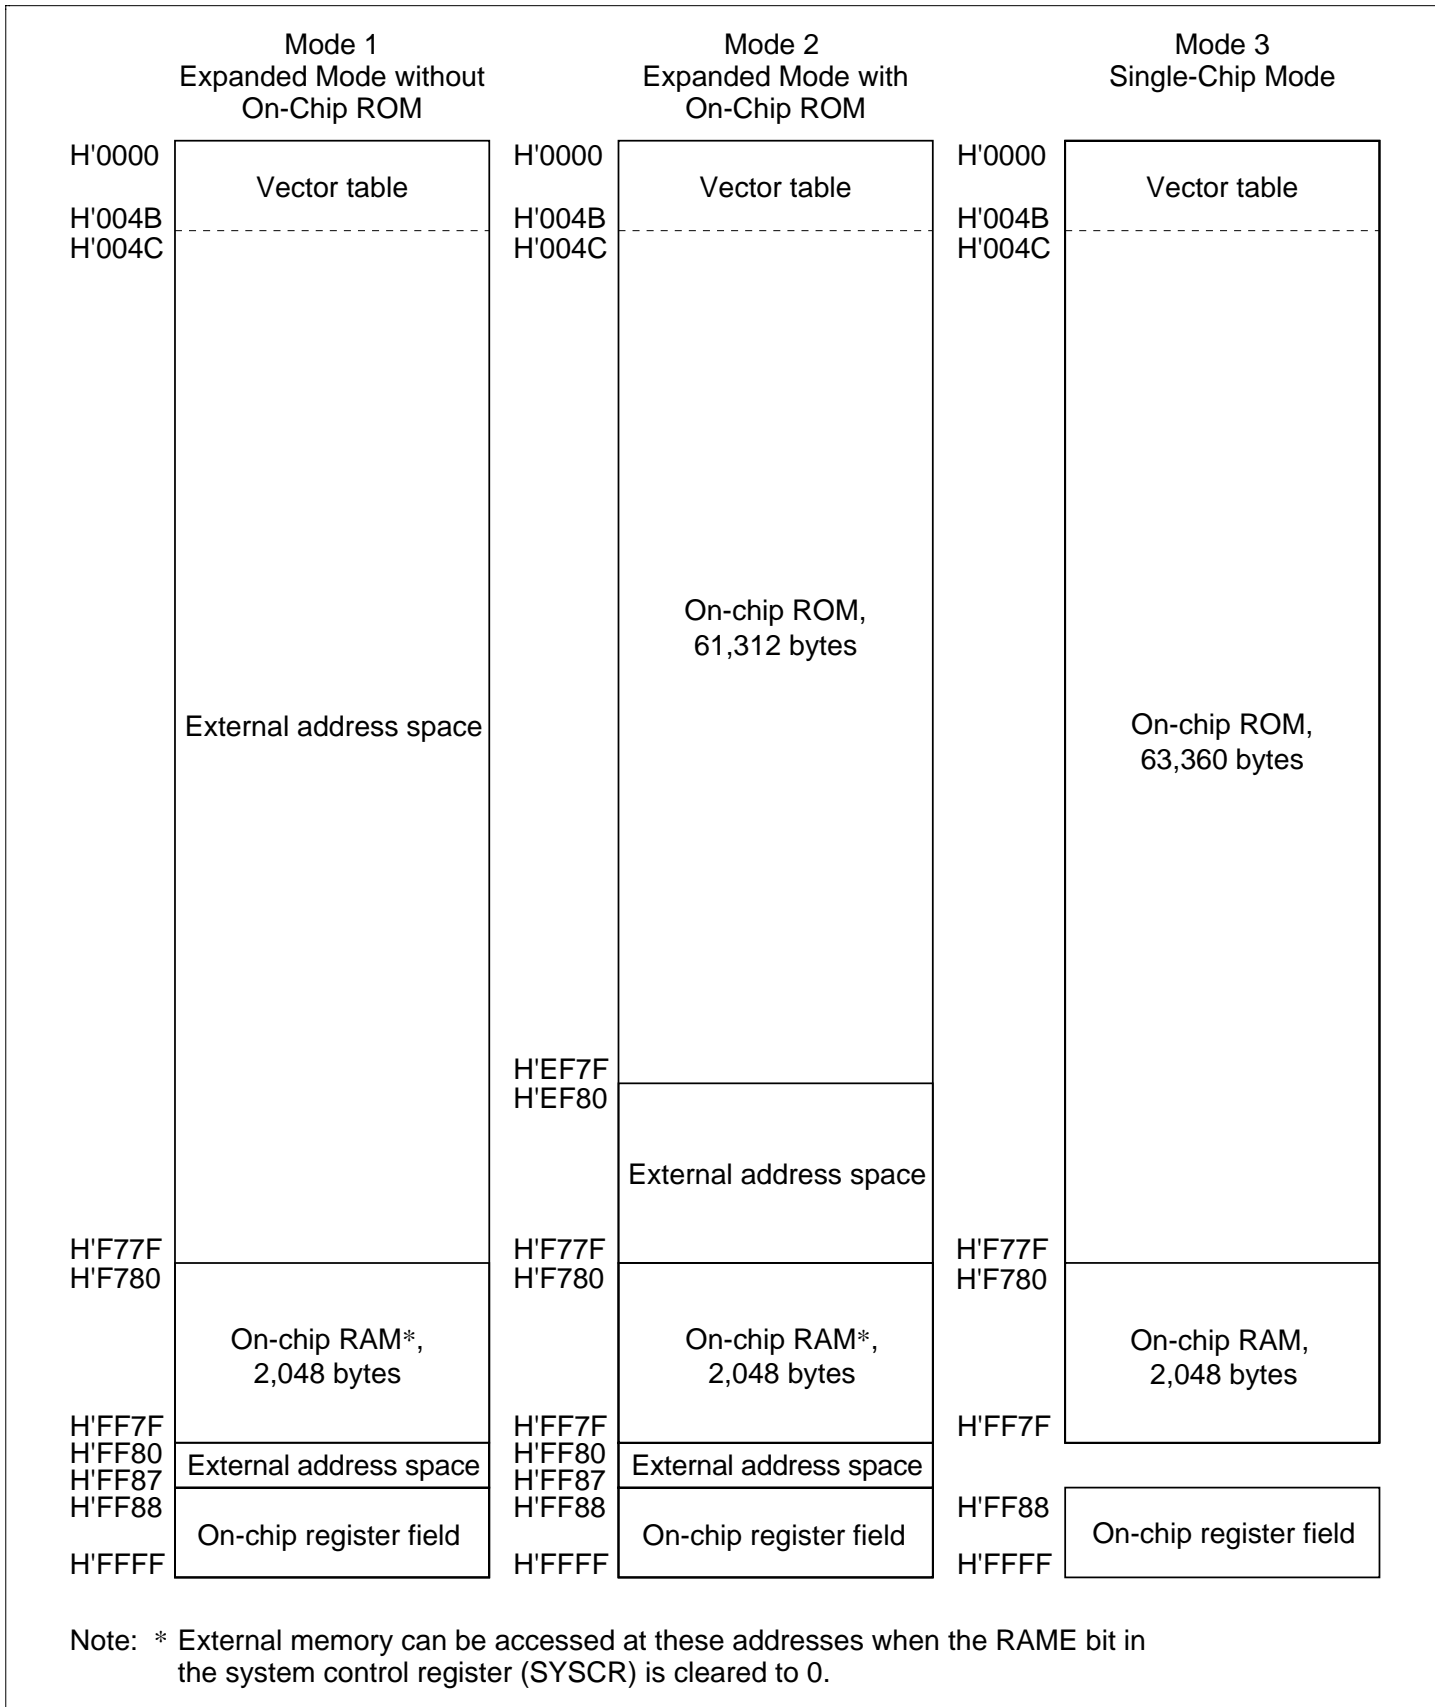 Mode 1
Expanded Mode without
On-Chip ROM
H'0000
Vector table
H'004B
H'004C
External address space
H'F77F
H'F780
On-chip RAM*,
2,048 bytes
H'FF7F
H'FF80
External address space
H'FF87
H'FF88
On-chip register field
H'FFFF
Mode 2
Expanded Mode with
On-Chip ROM
H'0000
Vector table
H'004B
H'004C
On-chip ROM,
61,312 bytes
H'EF7F
H'EF80
External address space
H'F77F
H'F780
On-chip RAM*,
2,048 bytes
H'FF7F
H'FF80
External address space
H'FF87
H'FF88
On-chip register field
H'FFFF
Mode 3
Single-Chip Mode
H'0000
Vector table
H'004B
H'004C
On-chip ROM,
63,360 bytes
H'F77F
H'F780
On-chip RAM,
2,048 bytes
H'FF7F
H'FF88
On-chip register field
H'FFFF
Note: * External memory can be accessed at these addresses when the RAME bit in
the system control register (SYSCR) is cleared to 0.